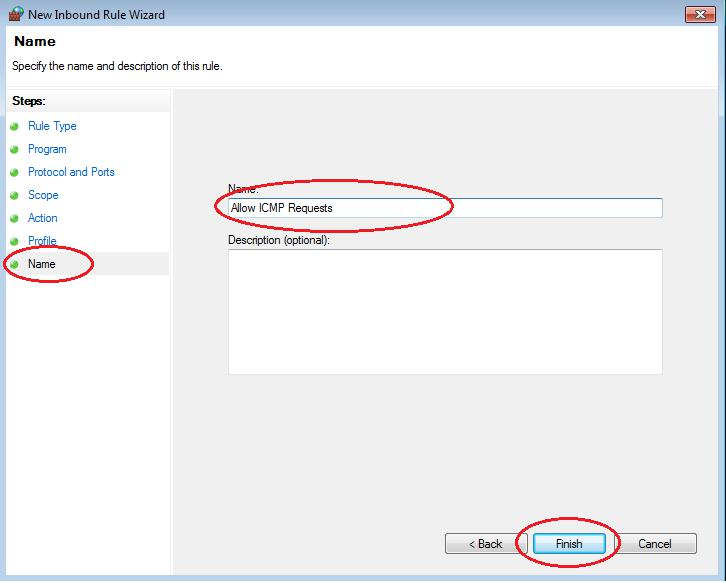 New Inbound Rule Wizard
Name
Specify the name and description of this rule.
Steps:
Rule Type
Program
Protocol and Ports
Scope
Action
Profile
Name
Name:
Allow ICMP Requests
Description (optional):
< Back
Finish
Cancel